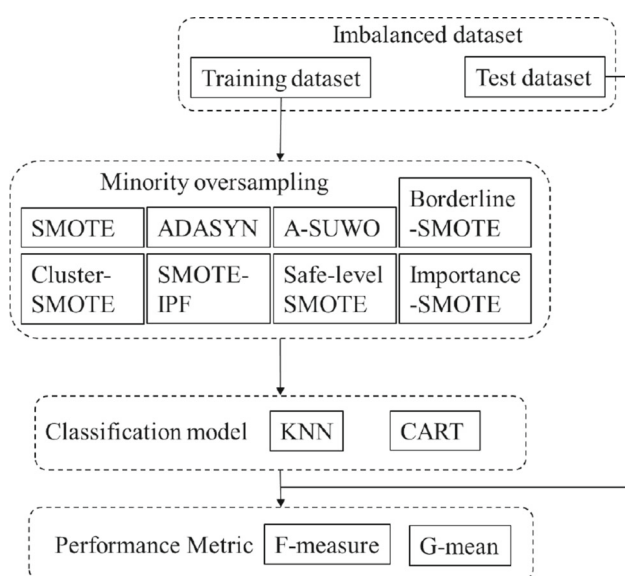 Imbalanced dataset
Training dataset
Test dataset
Minority oversampling
SMOTE
ADASYN
A-SUWO
Borderline
-SMOTE
Cluster-
SMOTE
SMOTE-
IPF
Safe-level
SMOTE
Importance
-SMOTE
Classification model
KNN
CART
Performance Metric
F-measure
G-mean